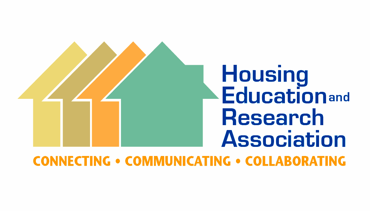 Housing
Education and
Research
Association
CONNECTING • COMMUNICATING • COLLABORATING